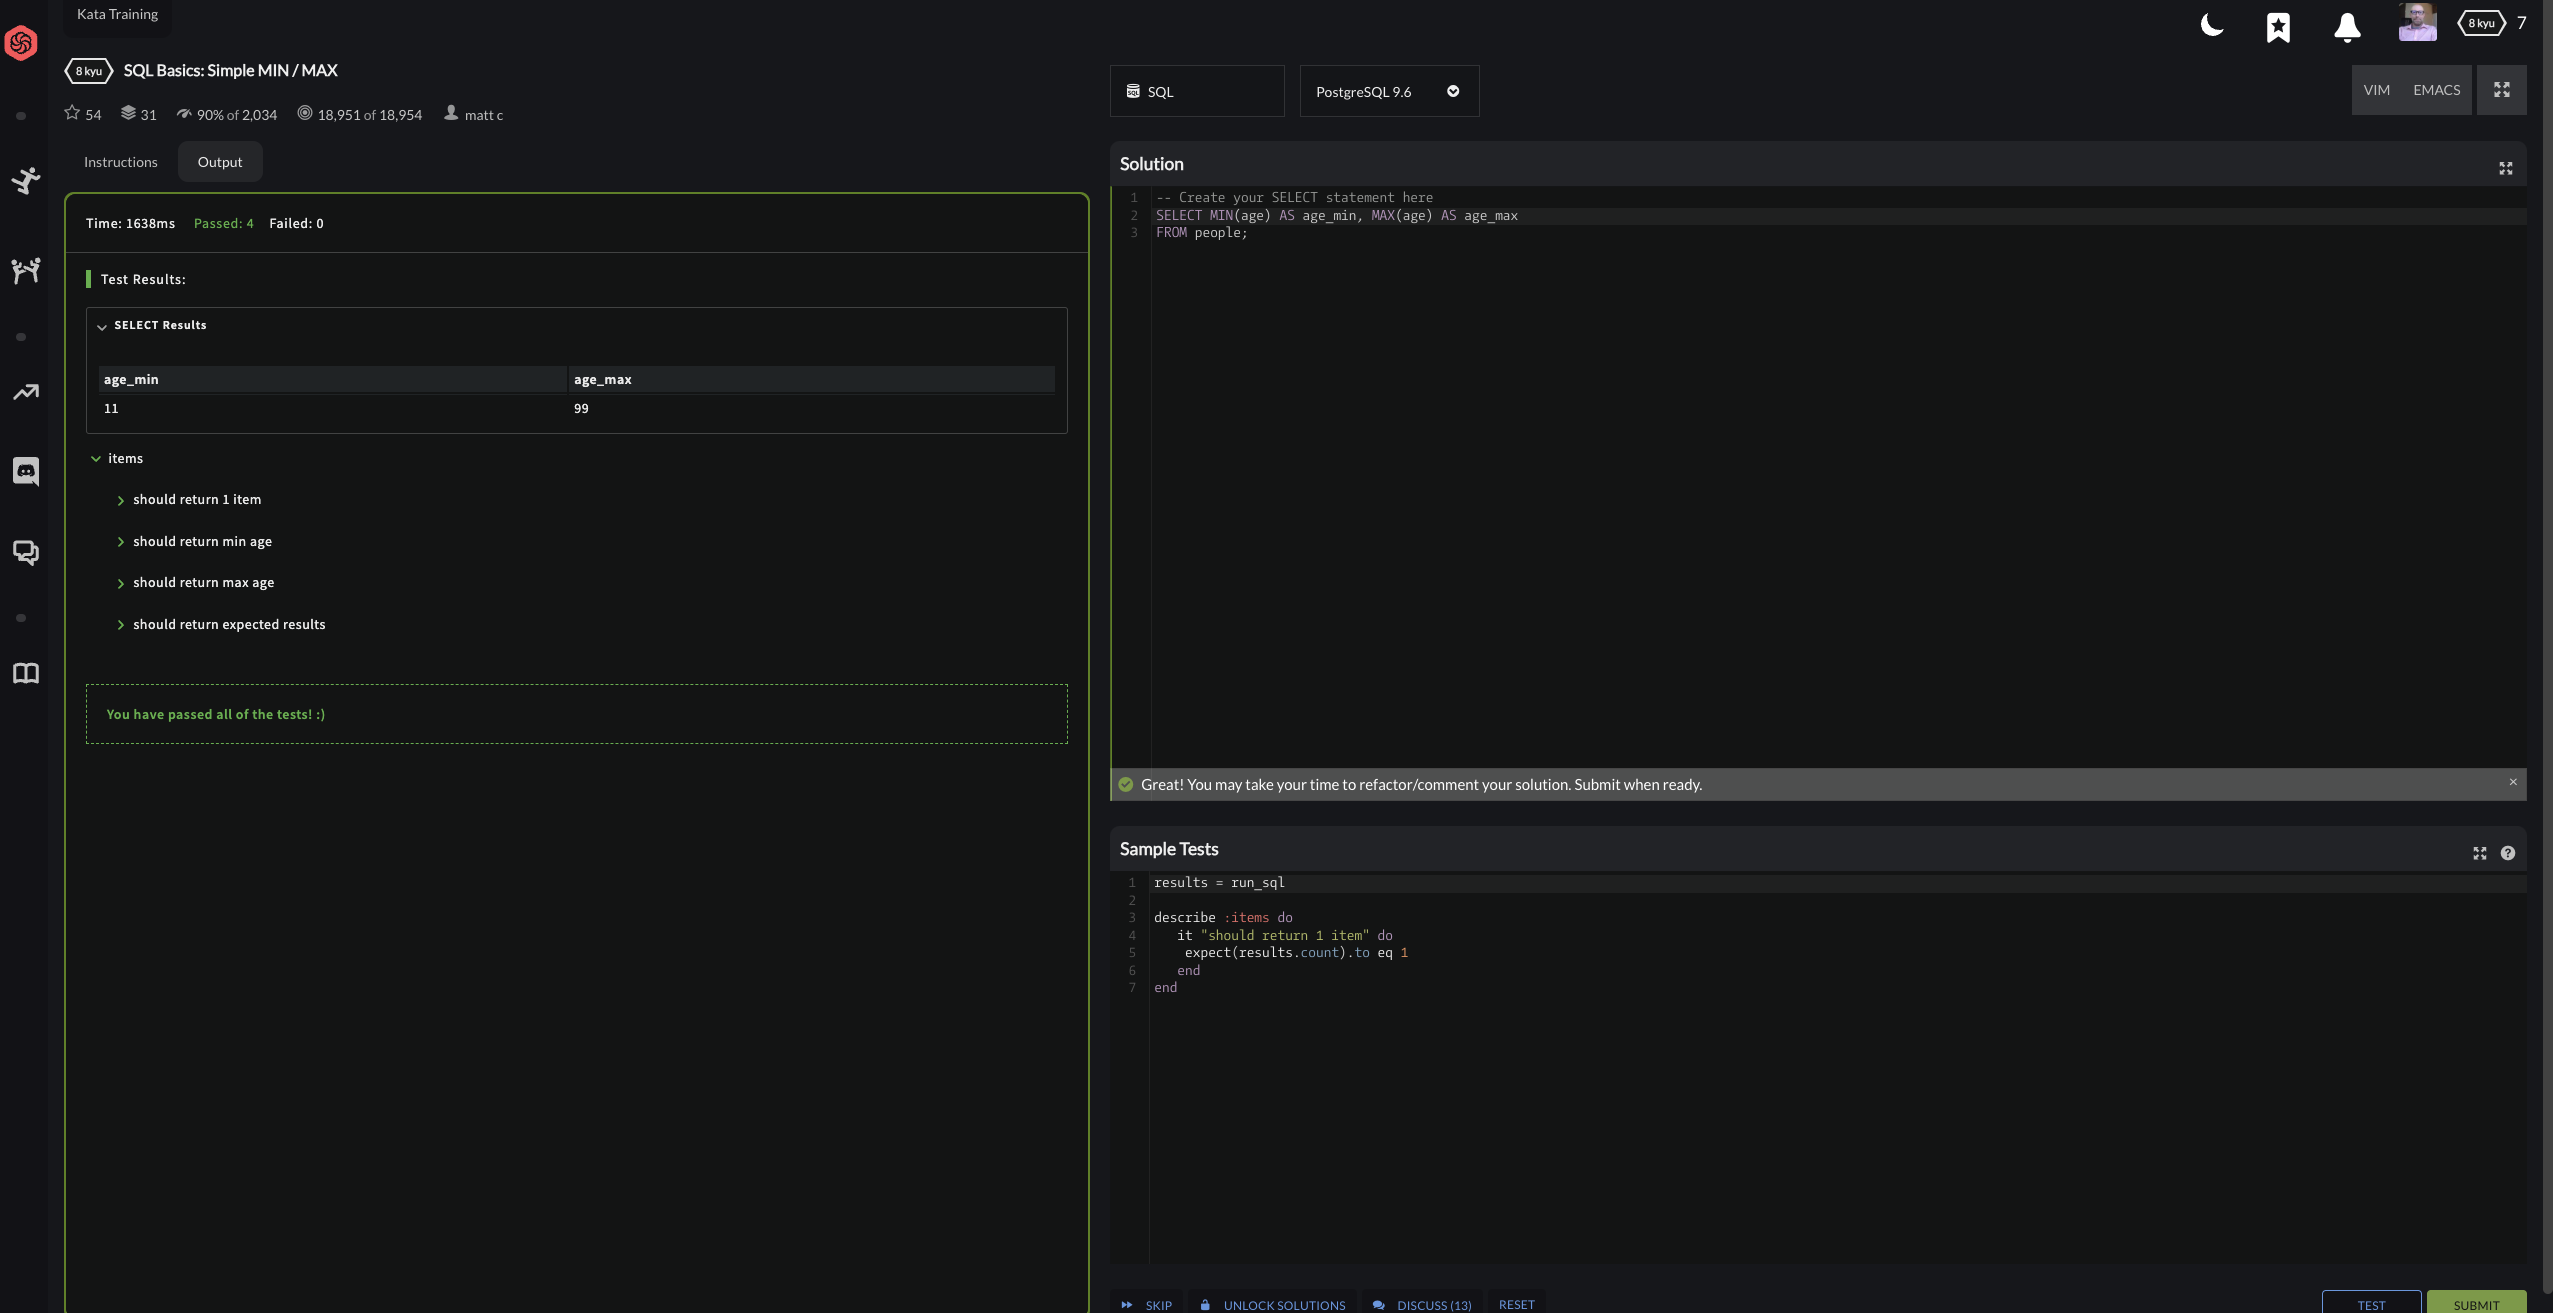 Kata Training
8 kyu 7
8 kyu SQL Basics: Simple MIN / MAX
54 31 90% of 2,034 18,951 of 18,954 matt c
Instructions Output
Time: 1638ms Passed: 4 Failed: 0
Test Results:
SELECT Results
age_min age_max
11 99
items
should return 1 item
should return min age
should return max age
should return expected results
You have passed all of the tests! :)
SQL PostgreSQL 9.6 VIM EMACS
Solution
1 -- Create your SELECT statement here
2 SELECT MIN(age) AS age_min, MAX(age) AS age_max
3 FROM people;
Great! You may take your time to refactor/comment your solution. Submit when ready. ×
Sample Tests ?
1 results = run_sql
2
3 describe :items do
4 it "should return 1 item" do
5 expect(results.count).to eq 1
6 end
7 end
SKIP UNLOCK SOLUTIONS DISCUSS (13) RESET TEST SUBMIT